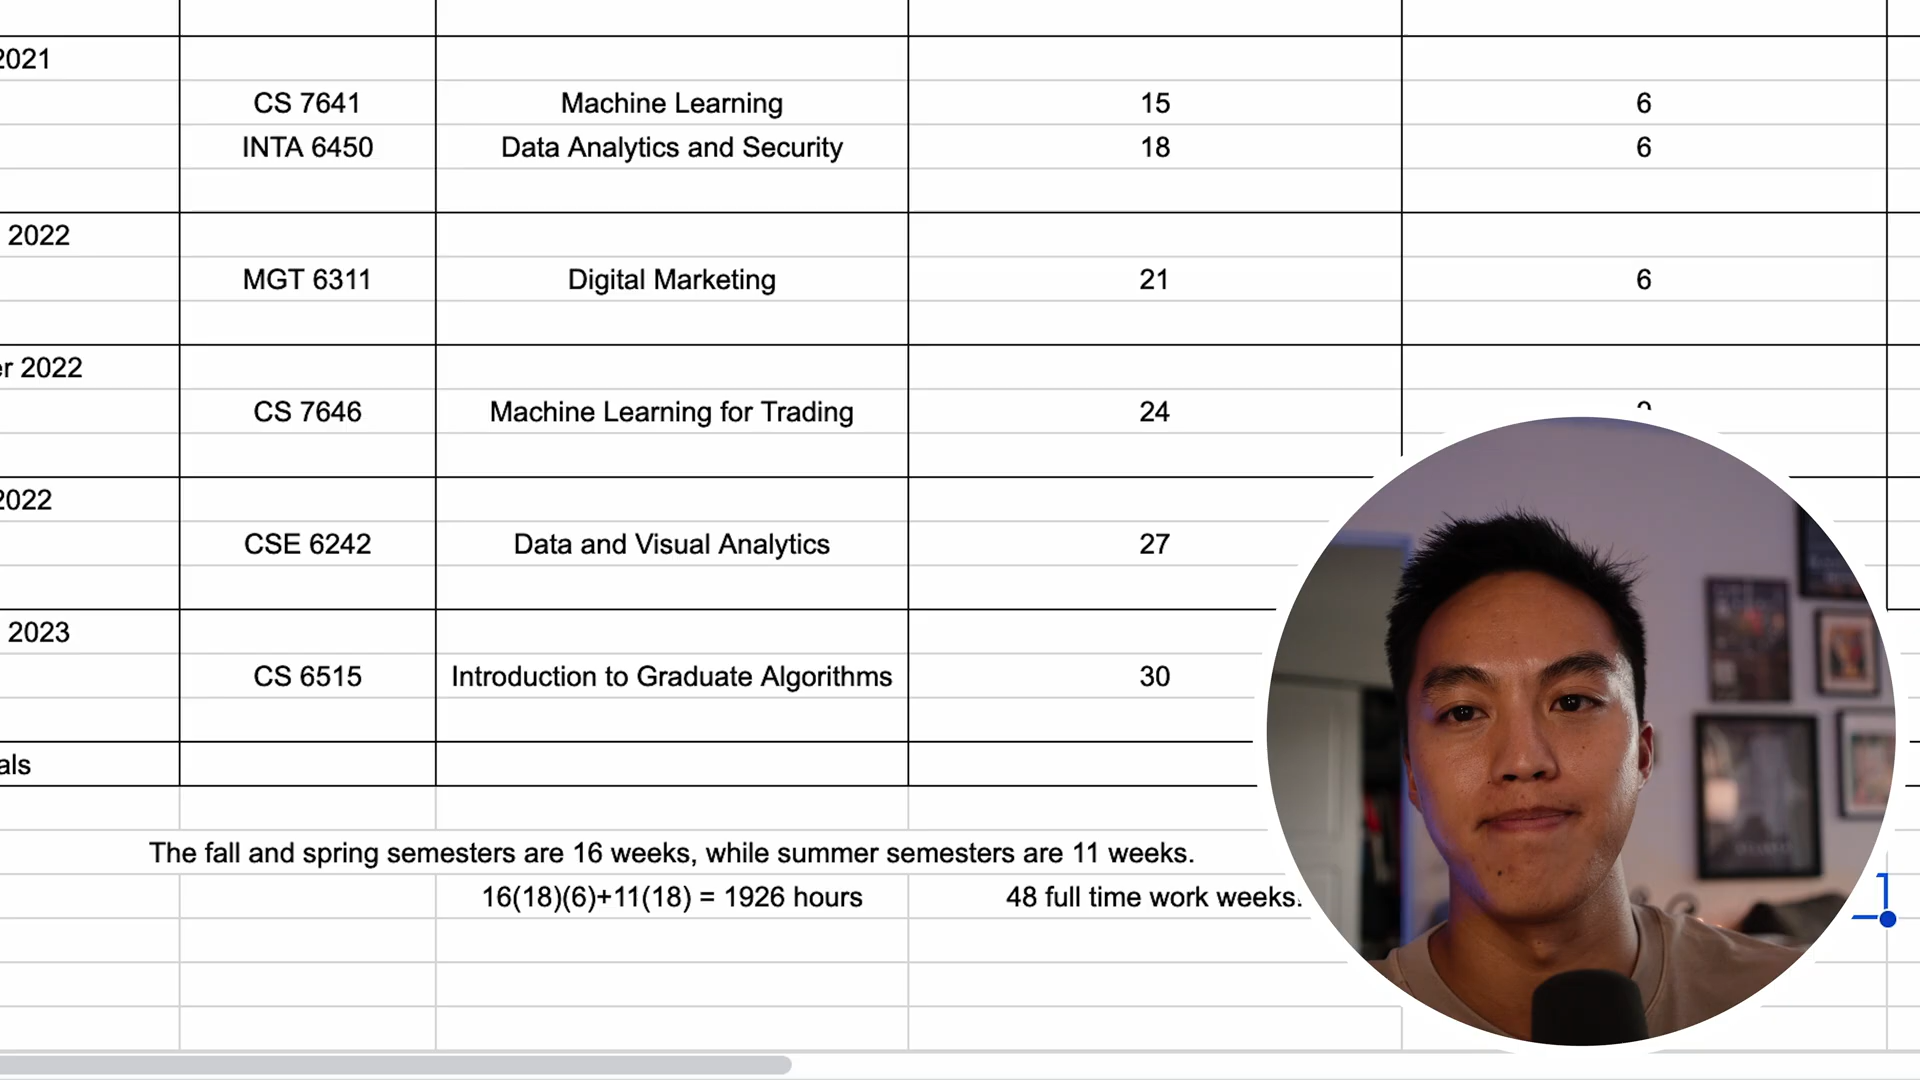 2021
CS 7641 Machine Learning 15 6
INTA 6450 Data Analytics and Security 18 6
2022
MGT 6311 Digital Marketing 21 6
er 2022
CS 7646 Machine Learning for Trading 24
2022
CSE 6242 Data and Visual Analytics 27
2023
CS 6515 Introduction to Graduate Algorithms 30
als
The fall and spring semesters are 16 weeks, while summer semesters are 11 weeks.
16(18)(6)+11(18) = 1926 hours 48 full time work weeks.